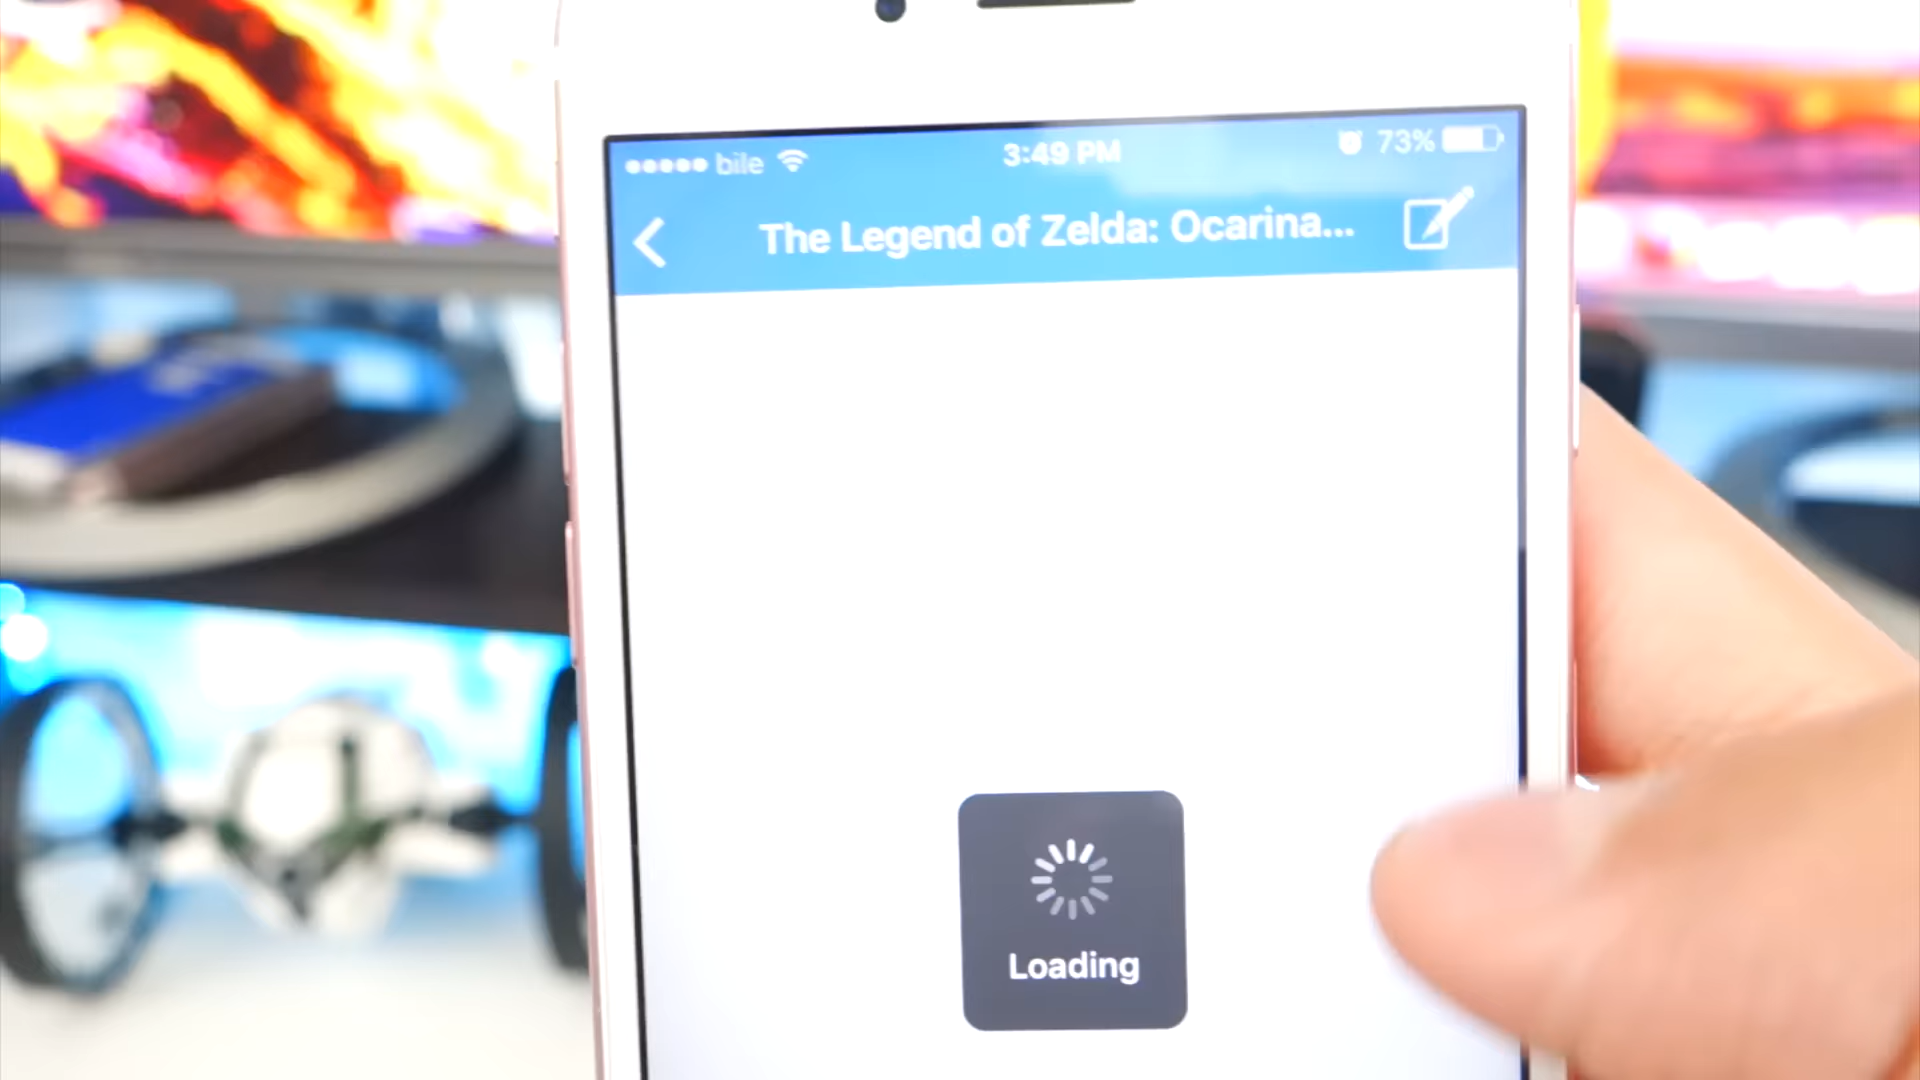 bile
3:49 PM
73%
The Legend of Zelda: Ocarina...
Loading